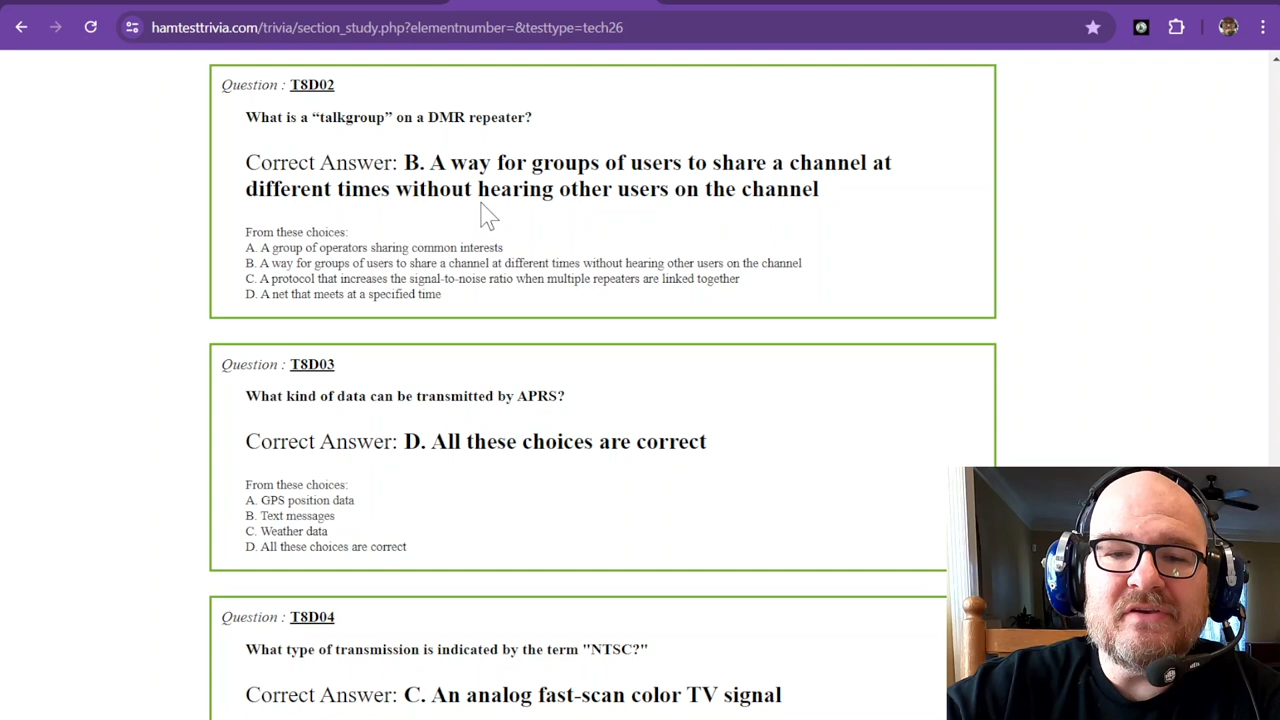 hamtesttrivia.com/trivia/section_study.php?elementnumber=&testtype=tech26
Question : T8D02
What is a “talkgroup” on a DMR repeater?
Correct Answer: B. A way for groups of users to share a channel at
different times without hearing other users on the channel
From these choices:
A. A group of operators sharing common interests
B. A way for groups of users to share a channel at different times without hearing other users on the channel
C. A protocol that increases the signal-to-noise ratio when multiple repeaters are linked together
D. A net that meets at a specified time
Question : T8D03
What kind of data can be transmitted by APRS?
Correct Answer: D. All these choices are correct
From these choices:
A. GPS position data
B. Text messages
C. Weather data
D. All these choices are correct
Question : T8D04
What type of transmission is indicated by the term "NTSC?"
Correct Answer: C. An analog fast-scan color TV signal